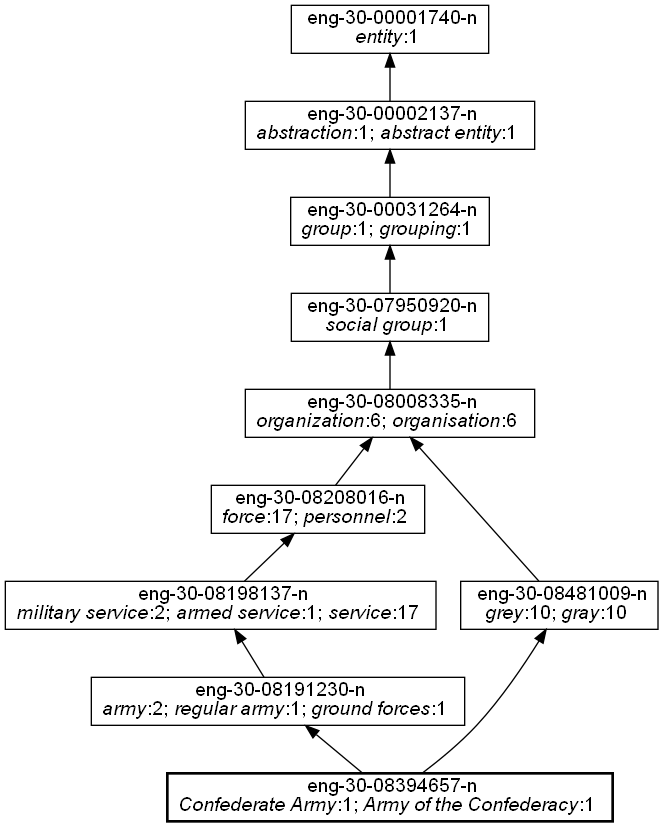 eng-30-00001740-n
entity:1
eng-30-00002137-n
abstraction:1; abstract entity:1
eng-30-00031264-n
group:1; grouping:1
eng-30-07950920-n
social group:1
eng-30-08008335-n
organization:6; organisation:6
eng-30-08208016-n
force:17; personnel:2
eng-30-08198137-n
military service:2; armed service:1; service:17
eng-30-08481009-n
grey:10; gray:10
eng-30-08191230-n
army:2; regular army:1; ground forces:1
eng-30-08394657-n
Confederate Army:1; Army of the Confederacy:1